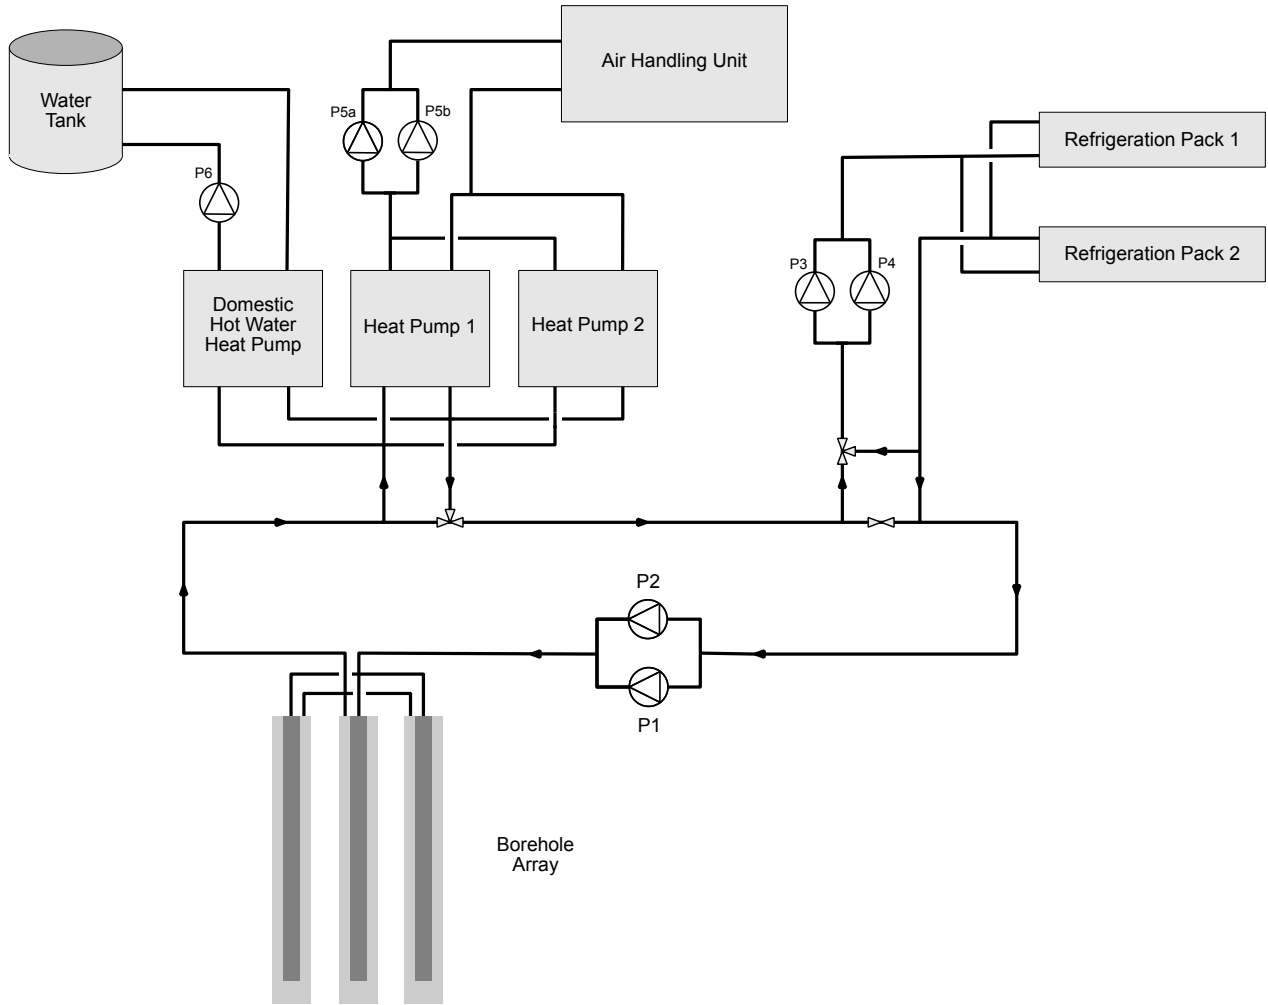 Air Handling Unit
Water
Tank
P5a
P5b
P6
Refrigeration Pack 1
Refrigeration Pack 2
P3
P4
Domestic
Hot Water
Heat Pump
Heat Pump 1
Heat Pump 2
P2
P1
Borehole
Array